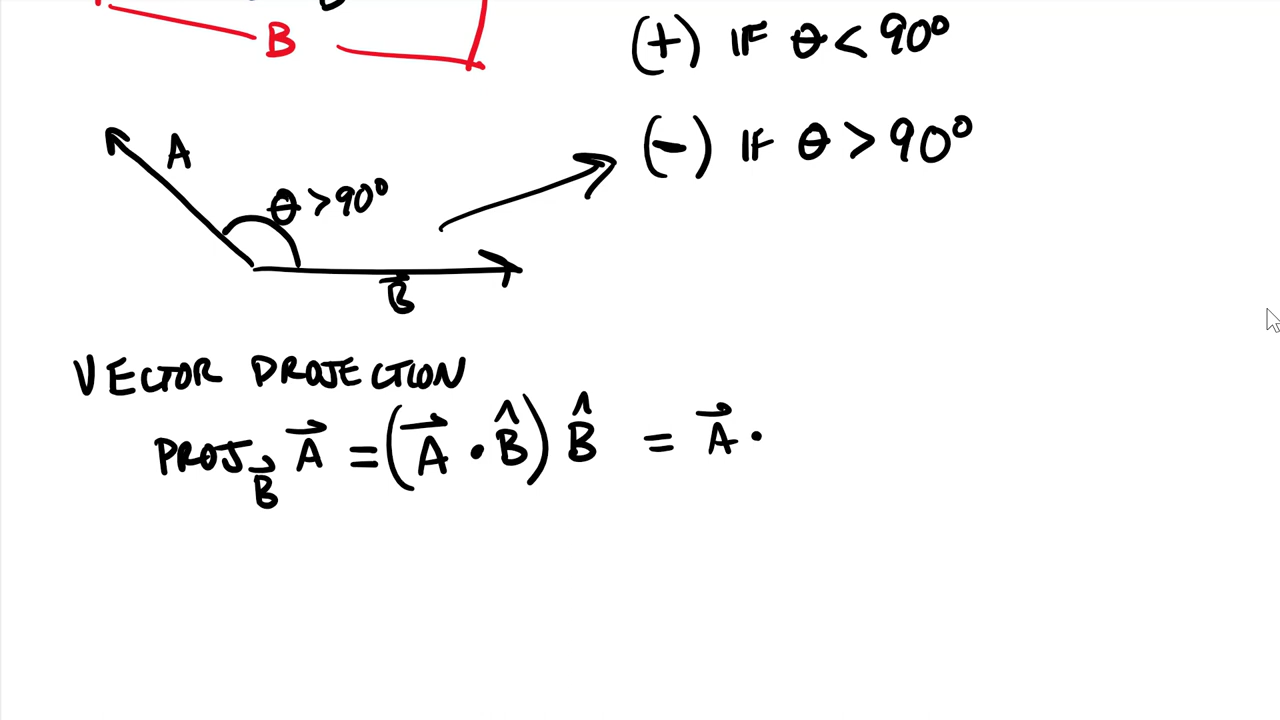 B
(+) IF θ < 90°
(-) IF θ > 90°
A
θ > 90°
B⃗
VECTOR PROJECTION
PROJ_B⃗ A⃗ = (A⃗ • B̂) B̂ = A⃗ •